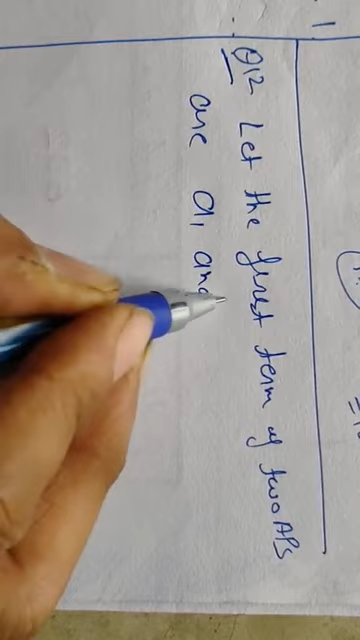 Q12 Let the first term of two APs
are a1 and